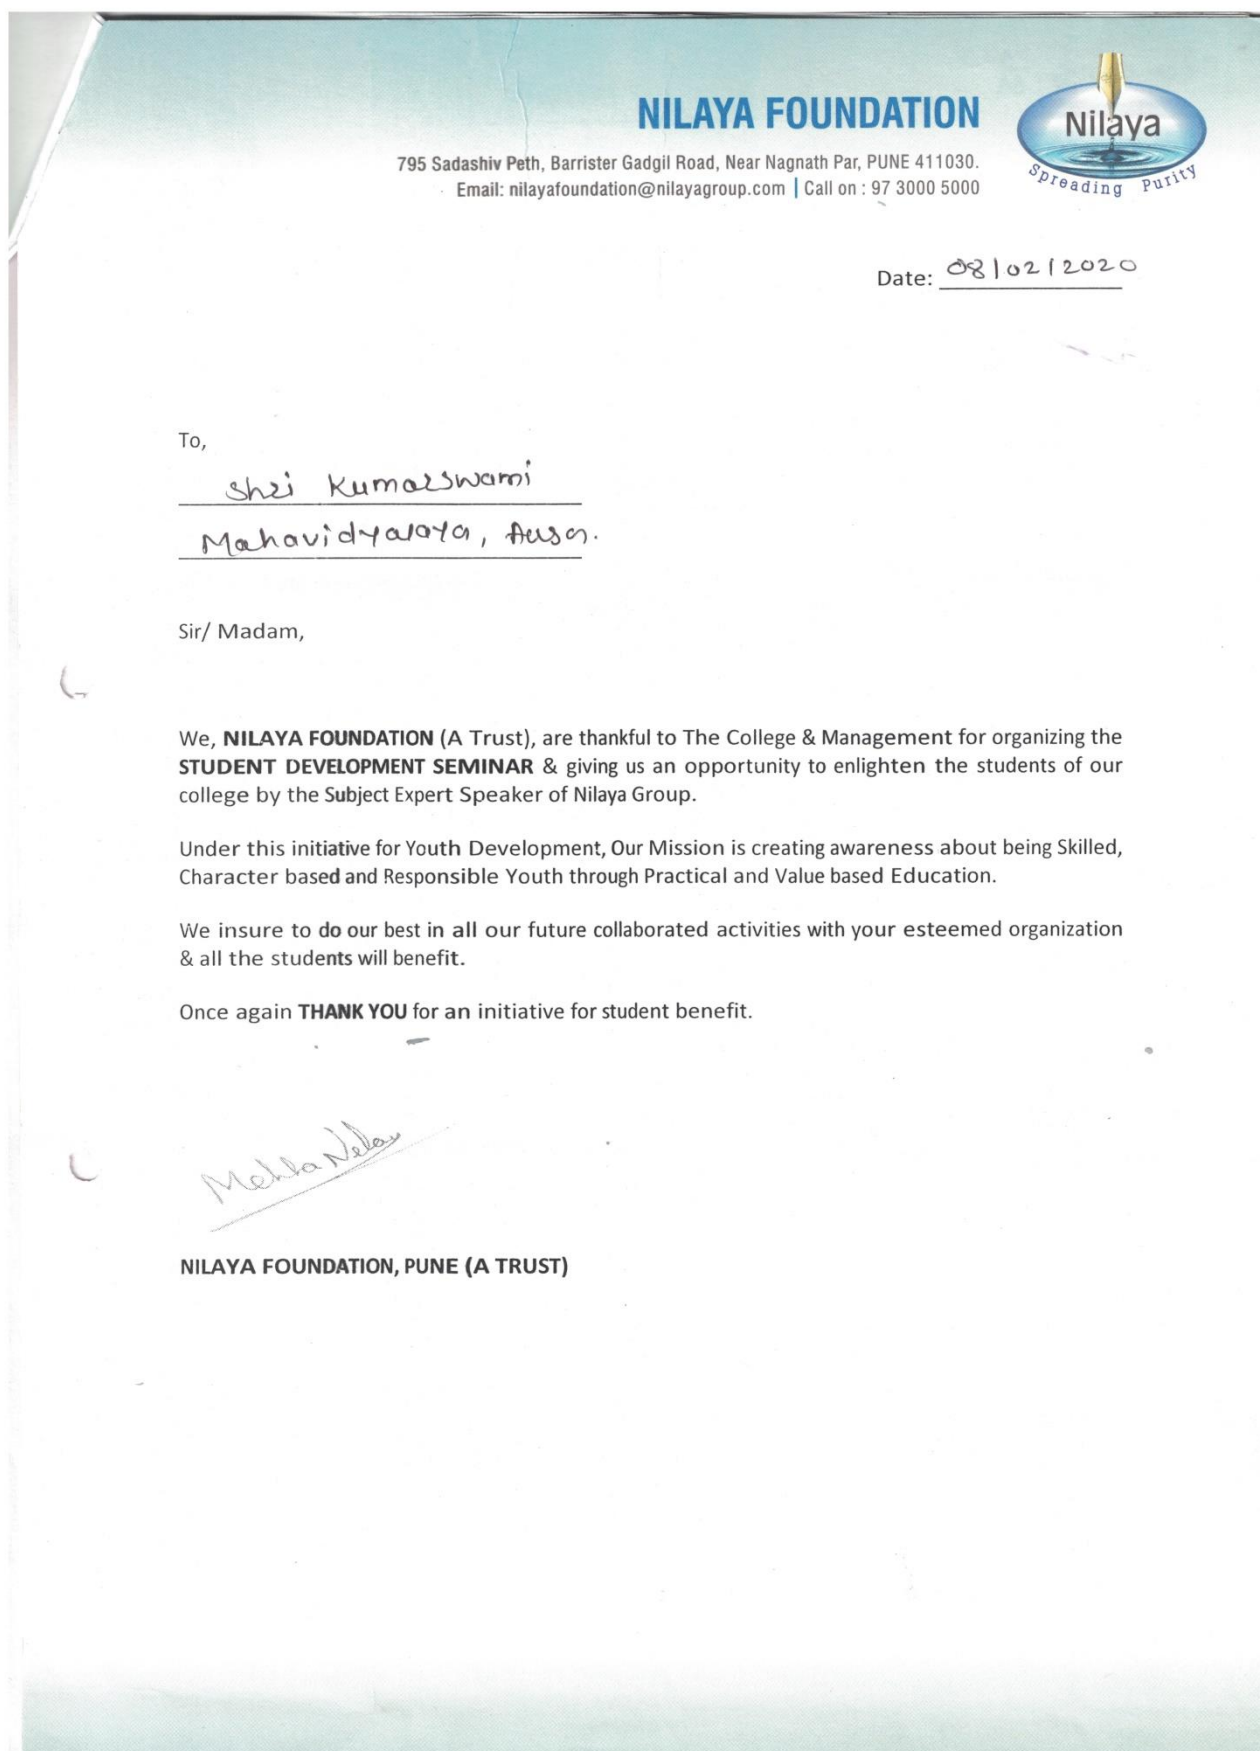 NILAYA FOUNDATION
795 Sadashiv Peth, Barrister Gadgil Road, Near Nagnath Par, PUNE 411030.
Email: nilayafoundation@nilayagroup.com | Call on : 97 3000 5000
Nilaya
Spreading Purity
Date: 08/02/2020
To,
Shri Kumarswami
Mahavidyalaya, Ausa.
Sir/ Madam,
We, NILAYA FOUNDATION (A Trust), are thankful to The College & Management for organizing the
STUDENT DEVELOPMENT SEMINAR & giving us an opportunity to enlighten the students of our
college by the Subject Expert Speaker of Nilaya Group.
Under this initiative for Youth Development, Our Mission is creating awareness about being Skilled,
Character based and Responsible Youth through Practical and Value based Education.
We insure to do our best in all our future collaborated activities with your esteemed organization
& all the students will benefit.
Once again THANK YOU for an initiative for student benefit.
Mehta
NILAYA FOUNDATION, PUNE (A TRUST)